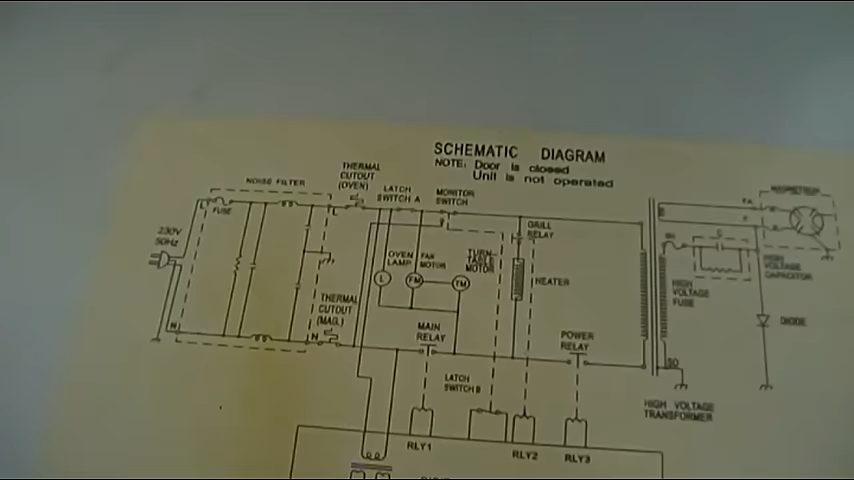 SCHEMATIC DIAGRAM
NOTE: Door is closed
Unit is not operated
NOISE FILTER
THERMAL
CUTOUT
(OVEN)
LATCH
SWITCH A
MONITOR
SWITCH
MAGNETRON
L
FUSE
L
230V
50Hz
GRILL
RELAY
OVEN
LAMP
FAN
MOTOR
TURN-
TABLE
MOTOR
L
FM
TM
HEATER
C
HIGH
VOLTAGE
CAPACITOR
HIGH
VOLTAGE
FUSE
DIODE
THERMAL
CUTOUT
(MAG.)
N
N
MAIN
RELAY
POWER
RELAY
LATCH
SWITCH B
HIGH VOLTAGE
TRANSFORMER
RLY1
RLY2
RLY3